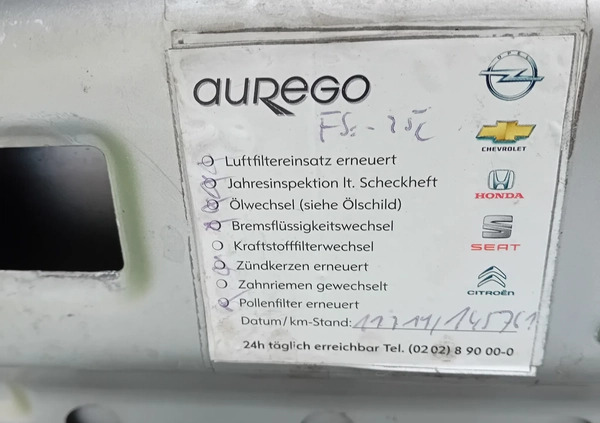 OPEL
aurego
CHEVROLET
Luftfiltereinsatz erneuert
Jahresinspektion lt. Scheckheft
HONDA
Ölwechsel (siehe Ölschild)
Bremsflüssigkeitswechsel
SEAT
Kraftstofffilterwechsel
Zündkerzen erneuert
Zahnriemen gewechselt
CITROËN
Pollenfilter erneuert
Datum/km-Stand:
24h täglich erreichbar Tel. (02 02) 8 90 00-0